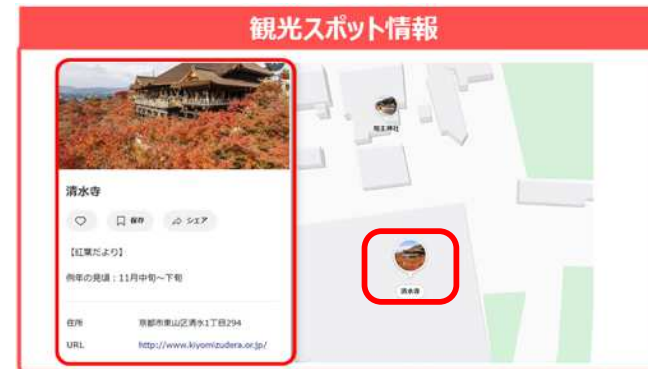 観光スポット情報
清水寺
保存
シェア
【紅葉だより】
例年の見頃：11月中旬～下旬
住所 京都市東山区清水1丁目294
URL http://www.kiyomizudera.or.jp/
地主神社
清水寺